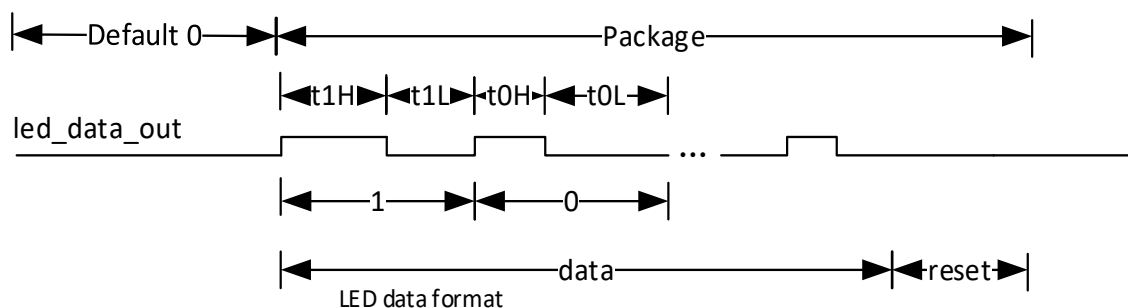 Default 0 Package
t1H t1L t0H t0L
led_data_out
...
1 0
data reset
LED data format